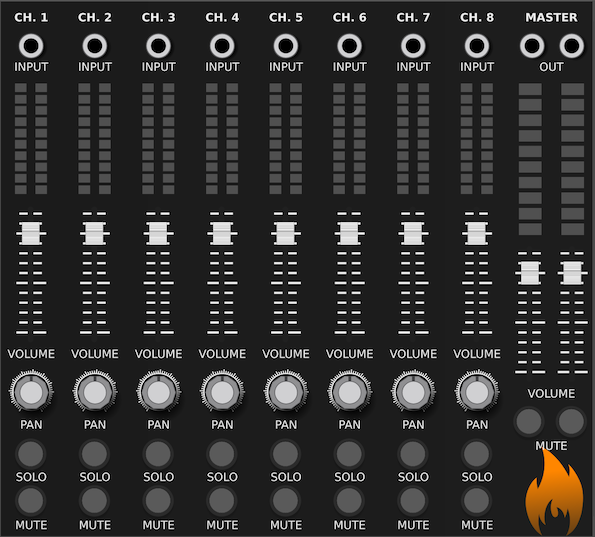 CH. 1 CH. 2 CH. 3 CH. 4 CH. 5 CH. 6 CH. 7 CH. 8 MASTER
INPUT INPUT INPUT INPUT INPUT INPUT INPUT INPUT OUT
VOLUME VOLUME VOLUME VOLUME VOLUME VOLUME VOLUME VOLUME
VOLUME
PAN PAN PAN PAN PAN PAN PAN PAN
MUTE
SOLO SOLO SOLO SOLO SOLO SOLO SOLO SOLO
MUTE MUTE MUTE MUTE MUTE MUTE MUTE MUTE